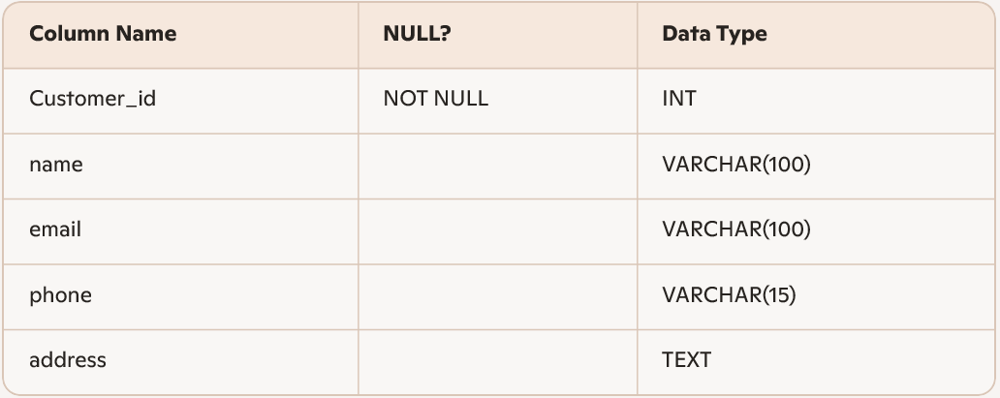 Column Name NULL? Data Type
Customer_id NOT NULL INT
name VARCHAR(100)
email VARCHAR(100)
phone VARCHAR(15)
address TEXT